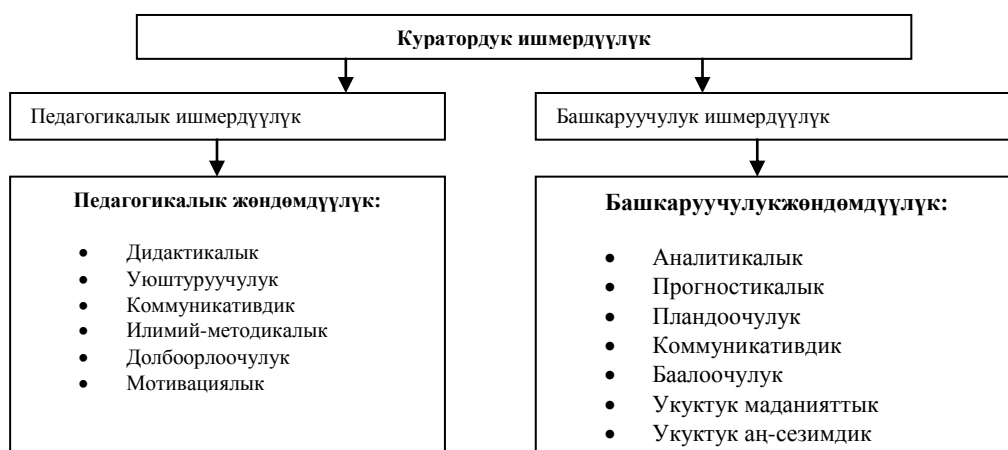 Куратордук ишмердүүлүк
Педагогикалык ишмердүүлүк
Башкаруучулук ишмердүүлүк
Педагогикалык жөндөмдүүлүк:
• Дидактикалык
• Уюштуруучулук
• Коммуникативдик
• Илимий-методикалык
• Долбоорлоочулук
• Мотивациялык
Башкаруучулукжөндөмдүүлүк:
• Аналитикалык
• Прогностикалык
• Пландоочулук
• Коммуникативдик
• Баалоочулук
• Укуктук маданияттык
• Укуктук аң-сезимдик